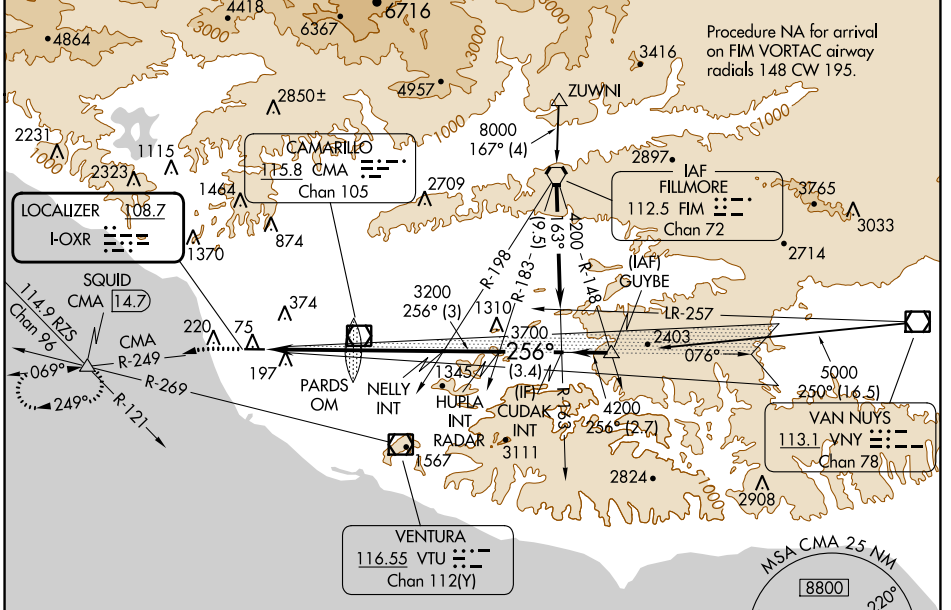 4418
6716
6367
3000
4864
3000
3000
Procedure NA for arrival
on FIM VORTAC airway
radials 148 CW 195.
3416
4957
ZUWNI
2850±
8000
167° (4)
1000
2231
1000
1115
2323
CAMARILLO
115.8 CMA
Chan 105
2897
IAF
FILLMORE
112.5 FIM
Chan 72
3765
3033
1464
2709
LOCALIZER 108.7
I-OXR
874
1370
2714
4200
163°
(9.5)
R-198
R-183
R-148
(IAF)
GUYBE
SQUID
CMA 14.7
114.9 RZS
Chan 96
374
3200
256° (3)
1310
LR-257
220
75
3700
2403
CMA
R-249
256°
076°
197
(3.4)
5000
250° (16.5)
069°
R-269
249°
R-121
PARDS
OM
NELLY
INT
1345
HUPLA
INT
RADAR
(IF)
CUDAK
INT
R-163
4200
256° (2.7)
VAN NUYS
113.1 VNY
Chan 78
1567
3111
2824
2908
1000
VENTURA
116.55 VTU
Chan 112(Y)
MSA CMA 25 NM
8800
220°